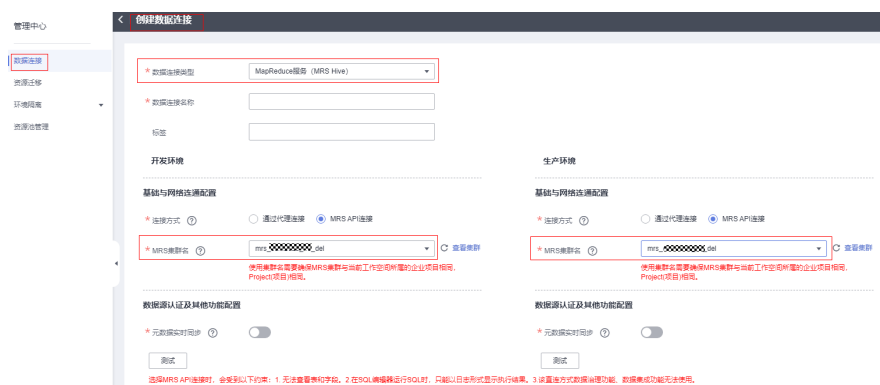 管理中心
创建数据连接
数据连接
资源迁移
环境隔离
资源池管理
* 数据连接类型 MapReduce服务（MRS Hive）
* 数据连接名称
标签
开发环境 生产环境
基础与网络连通配置 基础与网络连通配置
* 连接方式 通过代理连接 MRS API连接 * 连接方式 通过代理连接 MRS API连接
* MRS集群名 mrs_ _del 查看集群 * MRS集群名 mrs_ _del 查看集群
使用集群名需要确保MRS集群与当前工作空间所属的企业项目相同、 使用集群名需要确保MRS集群与当前工作空间所属的企业项目相同、
Project(项目)相同。 Project(项目)相同。
数据源认证及其他功能配置 数据源认证及其他功能配置
* 元数据实时同步 * 元数据实时同步
测试 测试
选择MRS API连接时，会受到以下约束：1. 无法查看表和字段。2.在SQL编辑器运行SQL时，只能以日志形式显示执行结果。3.该直连方式数据治理功能、数据集成功能无法使用。